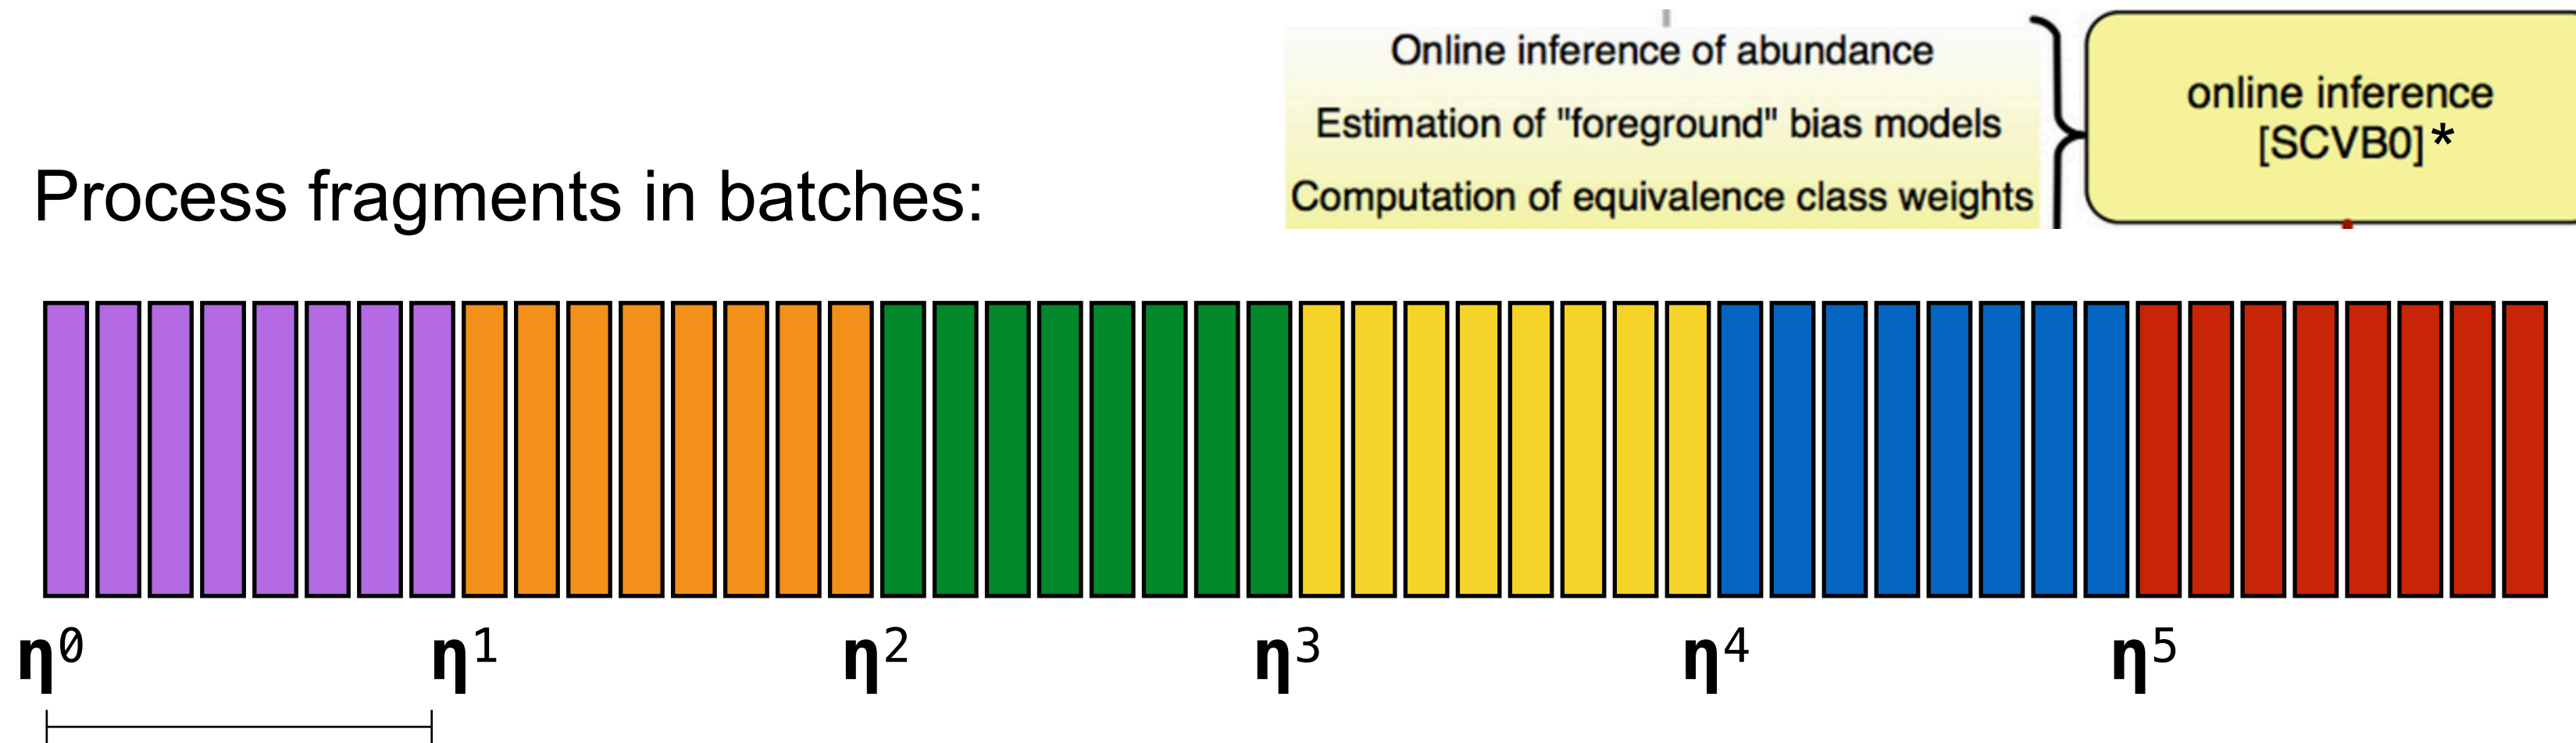 Online inference of abundance
Estimation of "foreground" bias models
Computation of equivalence class weights
online inference
[SCVB0]*
Process fragments in batches:
η⁰ η¹ η² η³ η⁴ η⁵